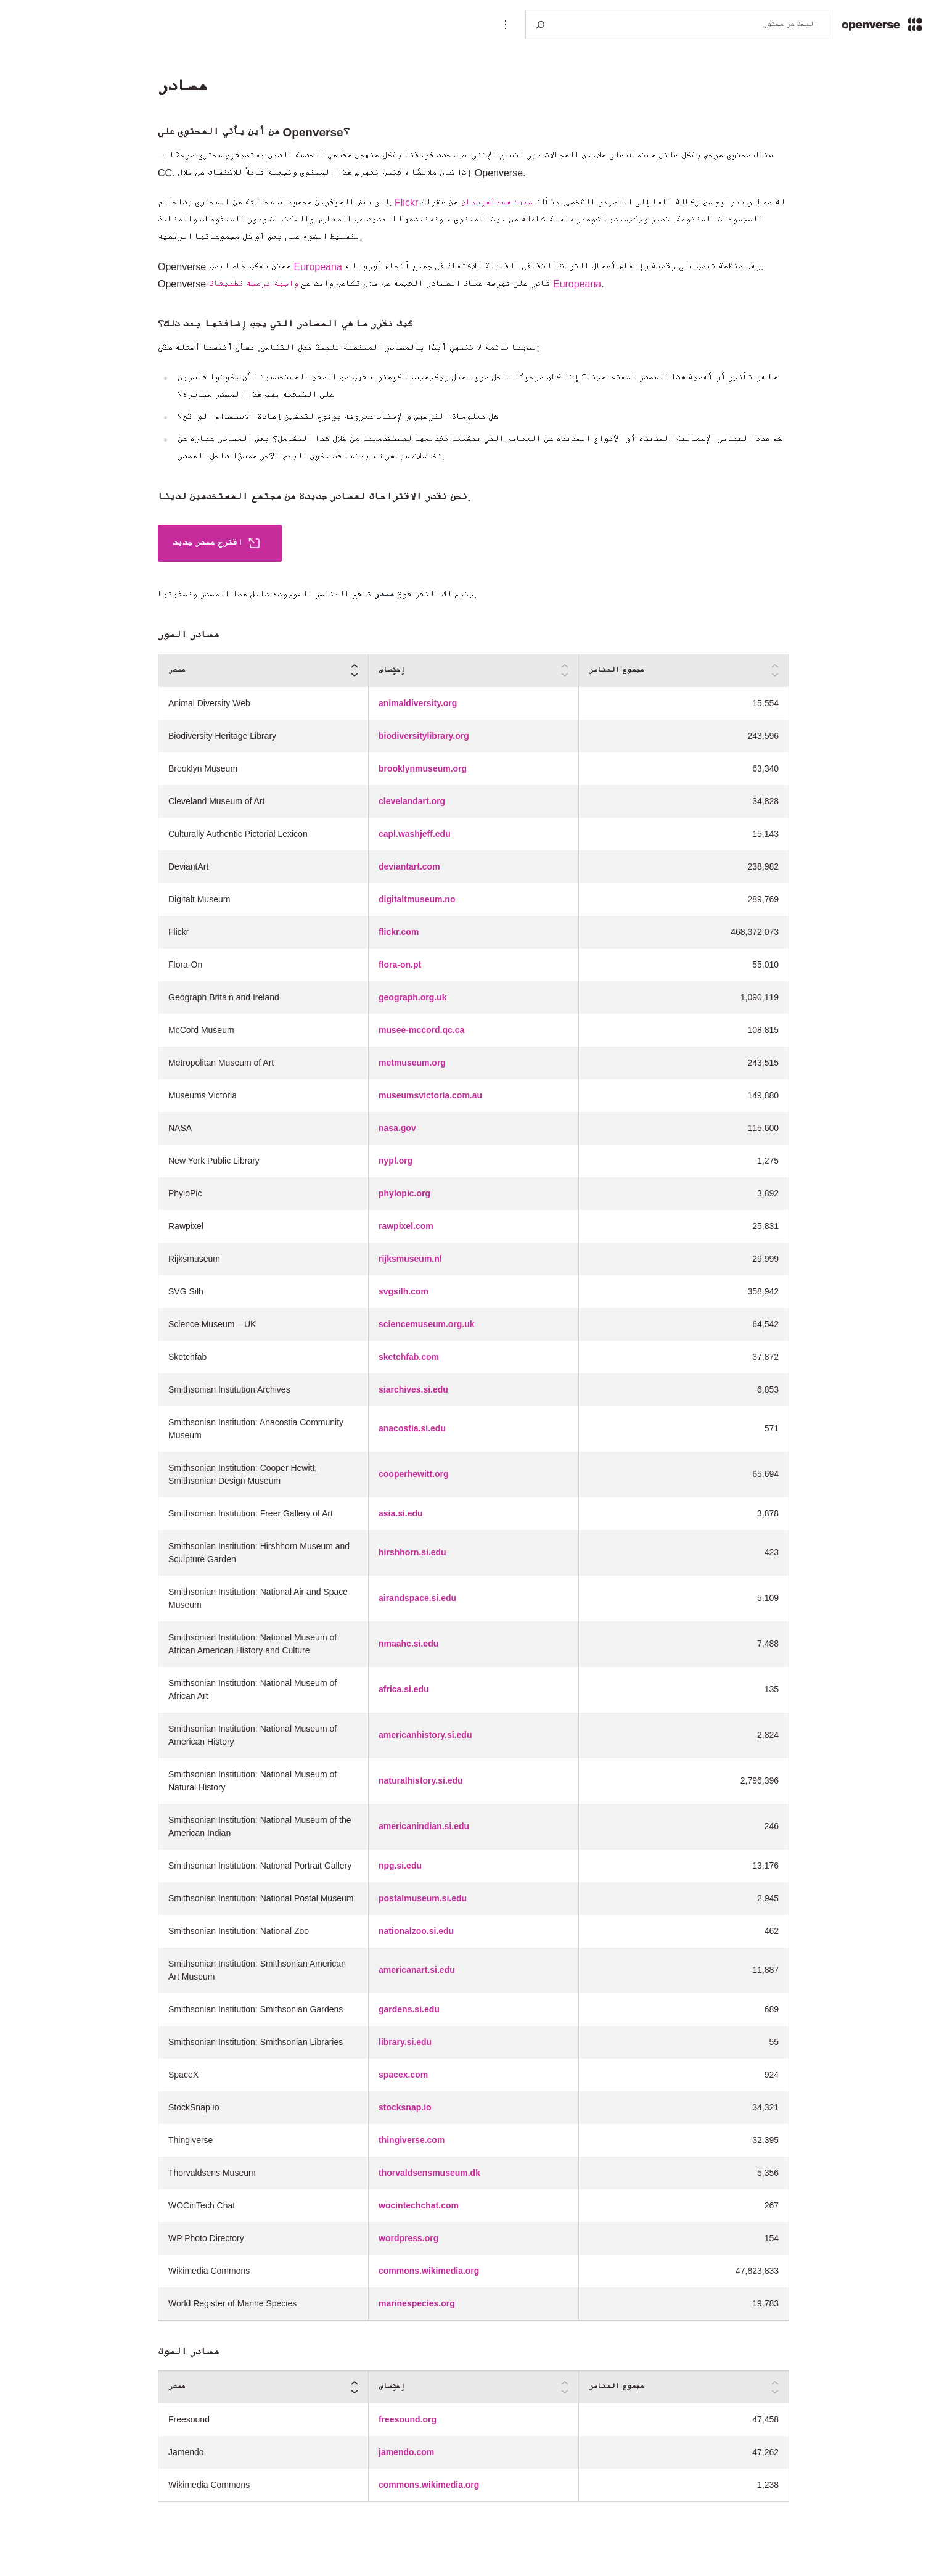 openverse
البحث عن محتوى
مصادر
من أين يأتي المحتوى على Openverse؟
هناك محتوى مرخص بشكل علني مستضاف على ملايين المجالات عبر اتساع الإنترنت. يحدد فريقنا بشكل منهجي مقدمي الخدمة الذين يستضيفون محتوى مرخصًا بـ
CC. إذا كان ملائمًا ، فنحن نفهرس هذا المحتوى ونجعله قابلاً للاكتشاف من خلال Openverse.
لدى بعض الموفرين مجموعات مختلفة من المحتوى بداخلهم. Flickr له مصادر تتراوح من وكالة ناسا إلى التصوير الشخصي. يتألف معهد سميثسونيان من عشرات
المجموعات المتنوعة. تدير ويكيميديا كومنز سلسلة كاملة من حيث المحتوى ، وتستخدمها العديد من المعارض والمكتبات ودور المحفوظات والمتاحف
لتسليط الضوء على بعض أو كل مجموعاتها الرقمية.
Openverse ممتن بشكل خاص لعمل Europeana ، وهي منظمة تعمل على رقمنة وإنشاء أعمال التراث الثقافي القابلة للاكتشاف في جميع أنحاء أوروبا.
Openverse قادر على فهرسة مئات المصادر القيمة من خلال تكامل واحد مع واجهة برمجة تطبيقات Europeana.
كيف نقرر ما هي المصادر التي يجب إضافتها بعد ذلك؟
لدينا قائمة لا تنتهي أبدًا بالمصادر المحتملة للبحث قبل التكامل. نسأل أنفسنا أسئلة مثل:
ما هو تأثير أو أهمية هذا المصدر لمستخدمينا؟ إذا كان موجودًا داخل مزود مثل ويكيميديا كومنز ، فهل من المفيد لمستخدمينا أن يكونوا قادرين
على التصفية حسب هذا المصدر مباشرة؟
هل معلومات الترخيص والإسناد معروضة بوضوح لتمكين إعادة الاستخدام الواثق؟
كم عدد العناصر الإجمالية الجديدة أو الأنواع الجديدة من العناصر التي يمكننا تقديمها لمستخدمينا من خلال هذا التكامل؟ بعض المصادر عبارة عن
تكاملات مباشرة ، بينما قد يكون البعض الآخر مصدرًا داخل المصدر.
نحن نقدر الاقتراحات لمصادر جديدة من مجتمع المستخدمين لدينا.
اقترح مصدر جديد
يتيح لك النقر فوق مصدر تصفح العناصر الموجودة داخل هذا المصدر وتصفيتها.
مصادر الصور
مصدر إختِصاص مجموع العناصر
Animal Diversity Web animaldiversity.org 15,554
Biodiversity Heritage Library biodiversitylibrary.org 243,596
Brooklyn Museum brooklynmuseum.org 63,340
Cleveland Museum of Art clevelandart.org 34,828
Culturally Authentic Pictorial Lexicon capl.washjeff.edu 15,143
DeviantArt deviantart.com 238,982
Digitalt Museum digitaltmuseum.no 289,769
Flickr flickr.com 468,372,073
Flora-On flora-on.pt 55,010
Geograph Britain and Ireland geograph.org.uk 1,090,119
McCord Museum musee-mccord.qc.ca 108,815
Metropolitan Museum of Art metmuseum.org 243,515
Museums Victoria museumsvictoria.com.au 149,880
NASA nasa.gov 115,600
New York Public Library nypl.org 1,275
PhyloPic phylopic.org 3,892
Rawpixel rawpixel.com 25,831
Rijksmuseum rijksmuseum.nl 29,999
SVG Silh svgsilh.com 358,942
Science Museum – UK sciencemuseum.org.uk 64,542
Sketchfab sketchfab.com 37,872
Smithsonian Institution Archives siarchives.si.edu 6,853
Smithsonian Institution: Anacostia Community
Museum anacostia.si.edu 571
Smithsonian Institution: Cooper Hewitt,
Smithsonian Design Museum cooperhewitt.org 65,694
Smithsonian Institution: Freer Gallery of Art asia.si.edu 3,878
Smithsonian Institution: Hirshhorn Museum and
Sculpture Garden hirshhorn.si.edu 423
Smithsonian Institution: National Air and Space
Museum airandspace.si.edu 5,109
Smithsonian Institution: National Museum of
African American History and Culture nmaahc.si.edu 7,488
Smithsonian Institution: National Museum of
African Art africa.si.edu 135
Smithsonian Institution: National Museum of
American History americanhistory.si.edu 2,824
Smithsonian Institution: National Museum of
Natural History naturalhistory.si.edu 2,796,396
Smithsonian Institution: National Museum of the
American Indian americanindian.si.edu 246
Smithsonian Institution: National Portrait Gallery npg.si.edu 13,176
Smithsonian Institution: National Postal Museum postalmuseum.si.edu 2,945
Smithsonian Institution: National Zoo nationalzoo.si.edu 462
Smithsonian Institution: Smithsonian American
Art Museum americanart.si.edu 11,887
Smithsonian Institution: Smithsonian Gardens gardens.si.edu 689
Smithsonian Institution: Smithsonian Libraries library.si.edu 55
SpaceX spacex.com 924
StockSnap.io stocksnap.io 34,321
Thingiverse thingiverse.com 32,395
Thorvaldsens Museum thorvaldsensmuseum.dk 5,356
WOCinTech Chat wocintechchat.com 267
WP Photo Directory wordpress.org 154
Wikimedia Commons commons.wikimedia.org 47,823,833
World Register of Marine Species marinespecies.org 19,783
مصادر الصوت
مصدر إختِصاص مجموع العناصر
Freesound freesound.org 47,458
Jamendo jamendo.com 47,262
Wikimedia Commons commons.wikimedia.org 1,238